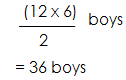 (12 x 6) boys
2
= 36 boys